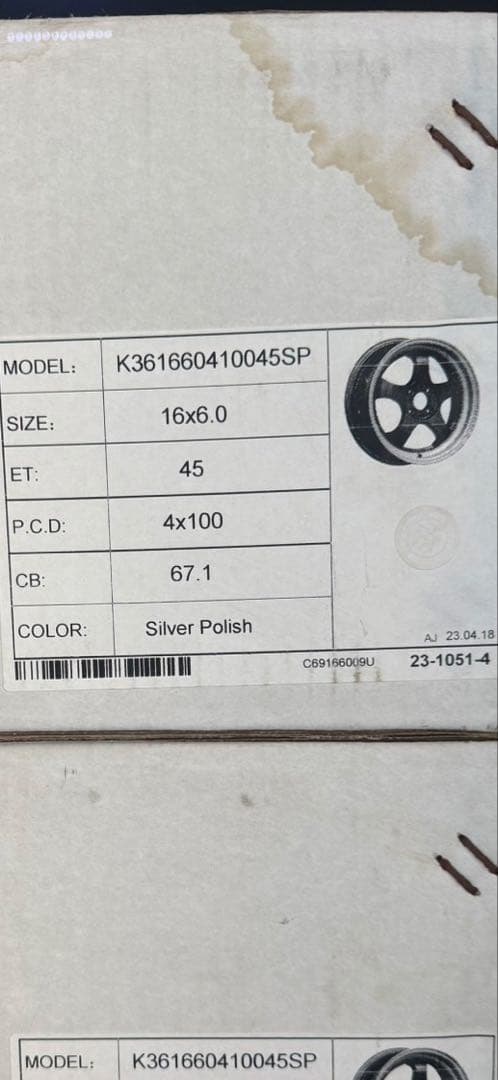 MODEL: K361660410045SP
SIZE: 16x6.0
ET: 45
P.C.D: 4x100
CB: 67.1
COLOR: Silver Polish
AJ 23.04.18
C69166009U 23-1051-4
MODEL: K361660410045SP